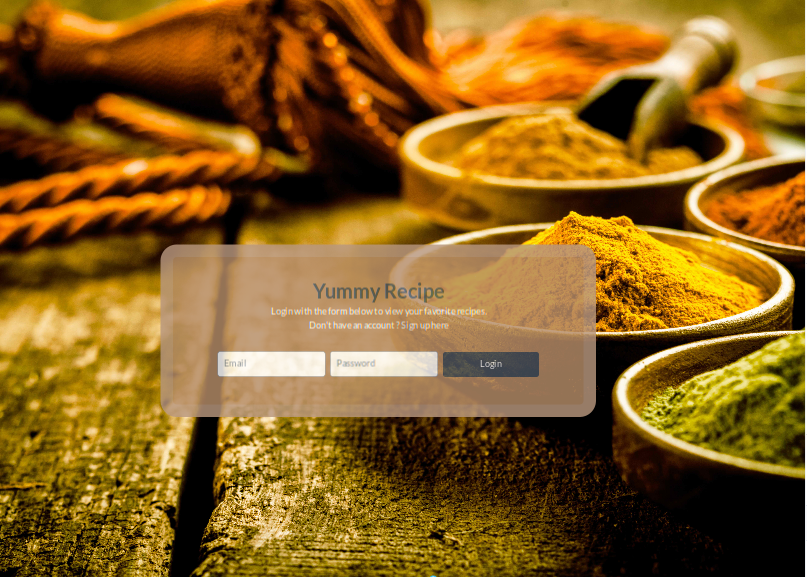 Yummy Recipe
Login with the form below to view your favorite recipes.
Don't have an account ? Sign up here
Email
Password
Login